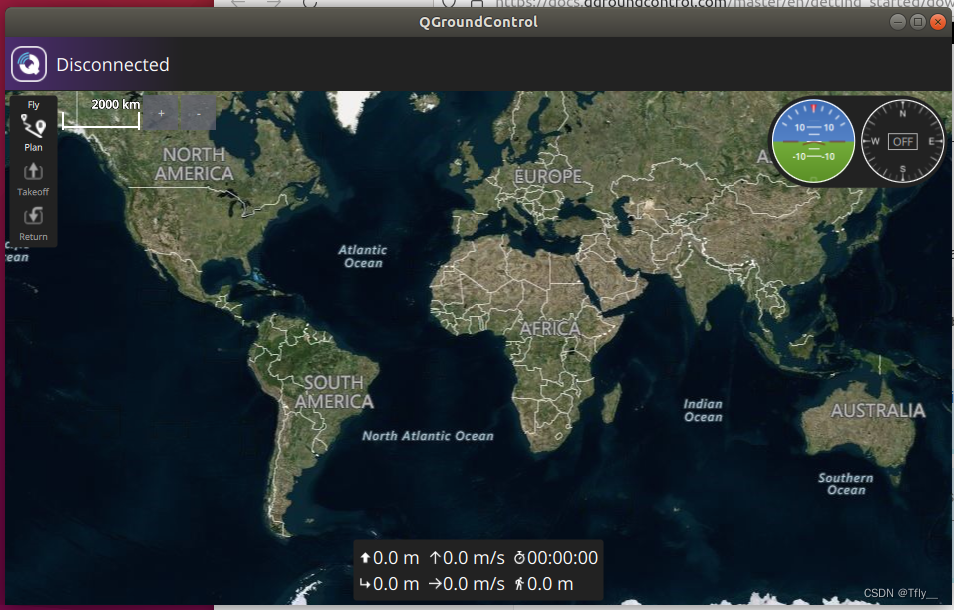 https://docs.qgroundcontrol.com/master/en/getting_started/dow
QGroundControl
Disconnected
Fly
Plan
Takeoff
Return
2000 km
+
-
10 10
-10 -10
N
W OFF E
S
NORTH
AMERICA
EUROPE
AS
Atlantic
Ocean
ean
AFRICA
SOUTH
AMERICA
North Atlantic Ocean
Indian
Ocean
AUSTRALIA
Southern
Ocean
0.0 m 0.0 m/s 00:00:00
0.0 m 0.0 m/s 0.0 m
CSDN @Tfly__